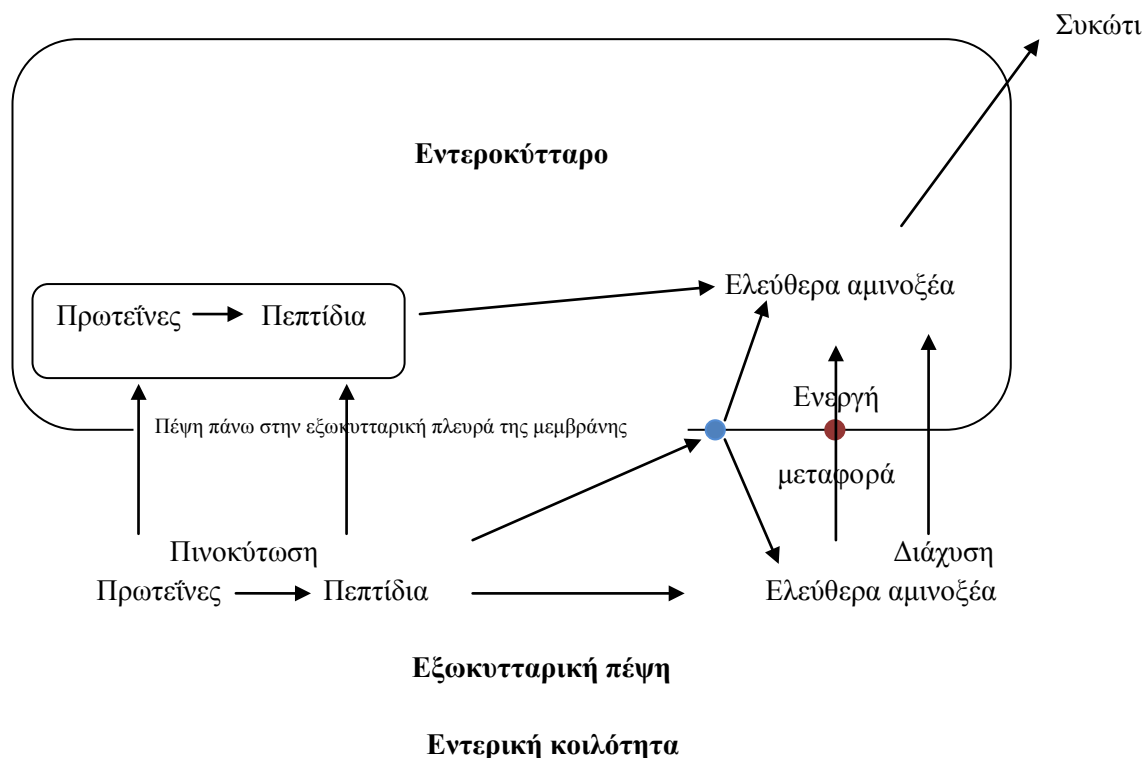 Συκώτι
Εντεροκύτταρο
Ελεύθερα αμινοξέα
Πρωτεΐνες
Πεπτίδια
Ενεργή
Πέψη πάνω στην εξωκυτταρική πλευρά της μεμβράνης
μεταφορά
Πινοκύτωση
Διάχυση
Πρωτεΐνες
Πεπτίδια
Ελεύθερα αμινοξέα
Εξωκυτταρική πέψη
Εντερική κοιλότητα